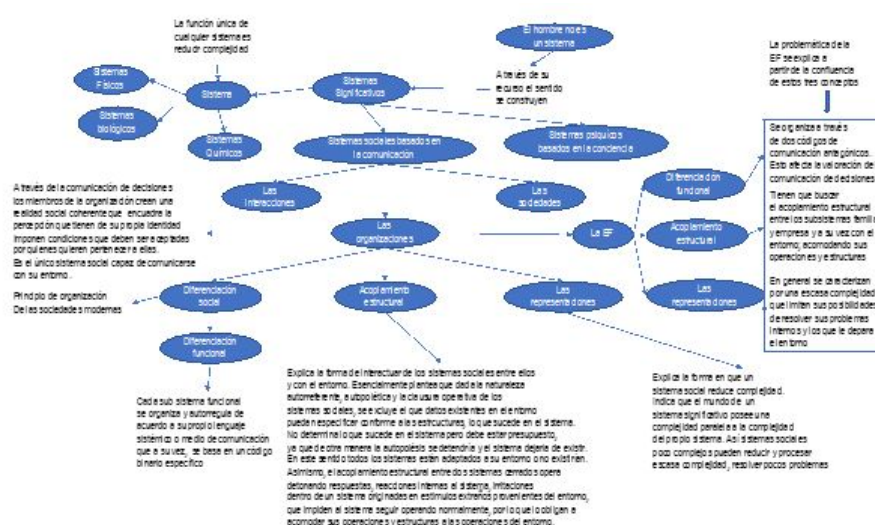 La función única de
cualquier sistema es
reducir complejidad
El hombre no es
un sistema
La problemática de la
EF se explica a
partir de la confluencia
de estos tres conceptos
Sistemas
Físicos
Sistema
Sistemas
Significativos
A través de su
recurso el sentido
se construyen
Sistemas
biológicos
Sistemas
Químicos
Sistemas sociales basados en
la comunicación
Sistemas psíquicos
basados en la conciencia
Se organiza a través
de dos códigos de
comunicación antagónicos.
Esto afecta la valoración de la
comunicación de decisiones
Diferenciación
funcional
A través de la comunicación de decisiones
los miembros de la organización crean una
realidad social coherente que encuadra la
percepción que tienen de su propia identidad
Imponen condiciones que deben ser aceptadas
por quienes quieren pertenecer a ellas.
Es el único sistema social capaz de comunicarse
con su entorno.
Las
interacciones
Las
sociedades
Las
organizaciones
La EF
Acoplamiento
estructural
Tienen que buscar
el acoplamiento estructural
entre los subsistemas familia
y empresa y a su vez con el
entorno, acomodando sus
operaciones y estructuras
Principio de organización
De las sociedades modernas
Diferenciación
social
Acoplamiento
estructural
Las
representaciones
Las
representaciones
En general se caracterizan
por una escasa complejidad
que limitan sus posibilidades
de resolver sus problemas
internos y los que le depara
el entorno
Diferenciación
funcional
Cada sub sistema funcional
se organiza y autorregula de
acuerdo a su propio lenguaje
sistémico o medio de comunicación
que a su vez, se basa en un código
binario específico
Explica la forma de interactuar de los sistemas sociales entre ellos
y con el entorno. Esencialmente plantea que dada la naturaleza
autorreferente, autopoiética y la clausura operativa de los
sistemas sociales, se excluye el que datos existentes en el entorno
puedan especificar conforme a las estructuras, lo que sucede en el sistema.
No determina lo que sucede en el sistema pero debe estar presupuesto,
ya que de otra manera la autopoiesis se detendría y el sistema dejaría de existir.
En este sentido todos los sistemas están adaptados a su entorno o no existirían.
Asimismo, el acoplamiento estructural entre dos sistemas cerrados opera
detonando respuestas, reacciones internas al sistema, irritaciones
dentro de un sistema originadas en estímulos extraños provenientes del entorno,
que impiden al sistema seguir operando normalmente, por lo que lo obligan a
acomodar sus operaciones y estructuras a las operaciones del entorno.
Explica la forma en que un
sistema social reduce complejidad.
Indica que el mundo de un
sistema significativo posee una
complejidad paralela a la complejidad
del propio sistema. Así sistemas sociales
poco complejos pueden reducir y procesar
escasa complejidad, resolver pocos problemas